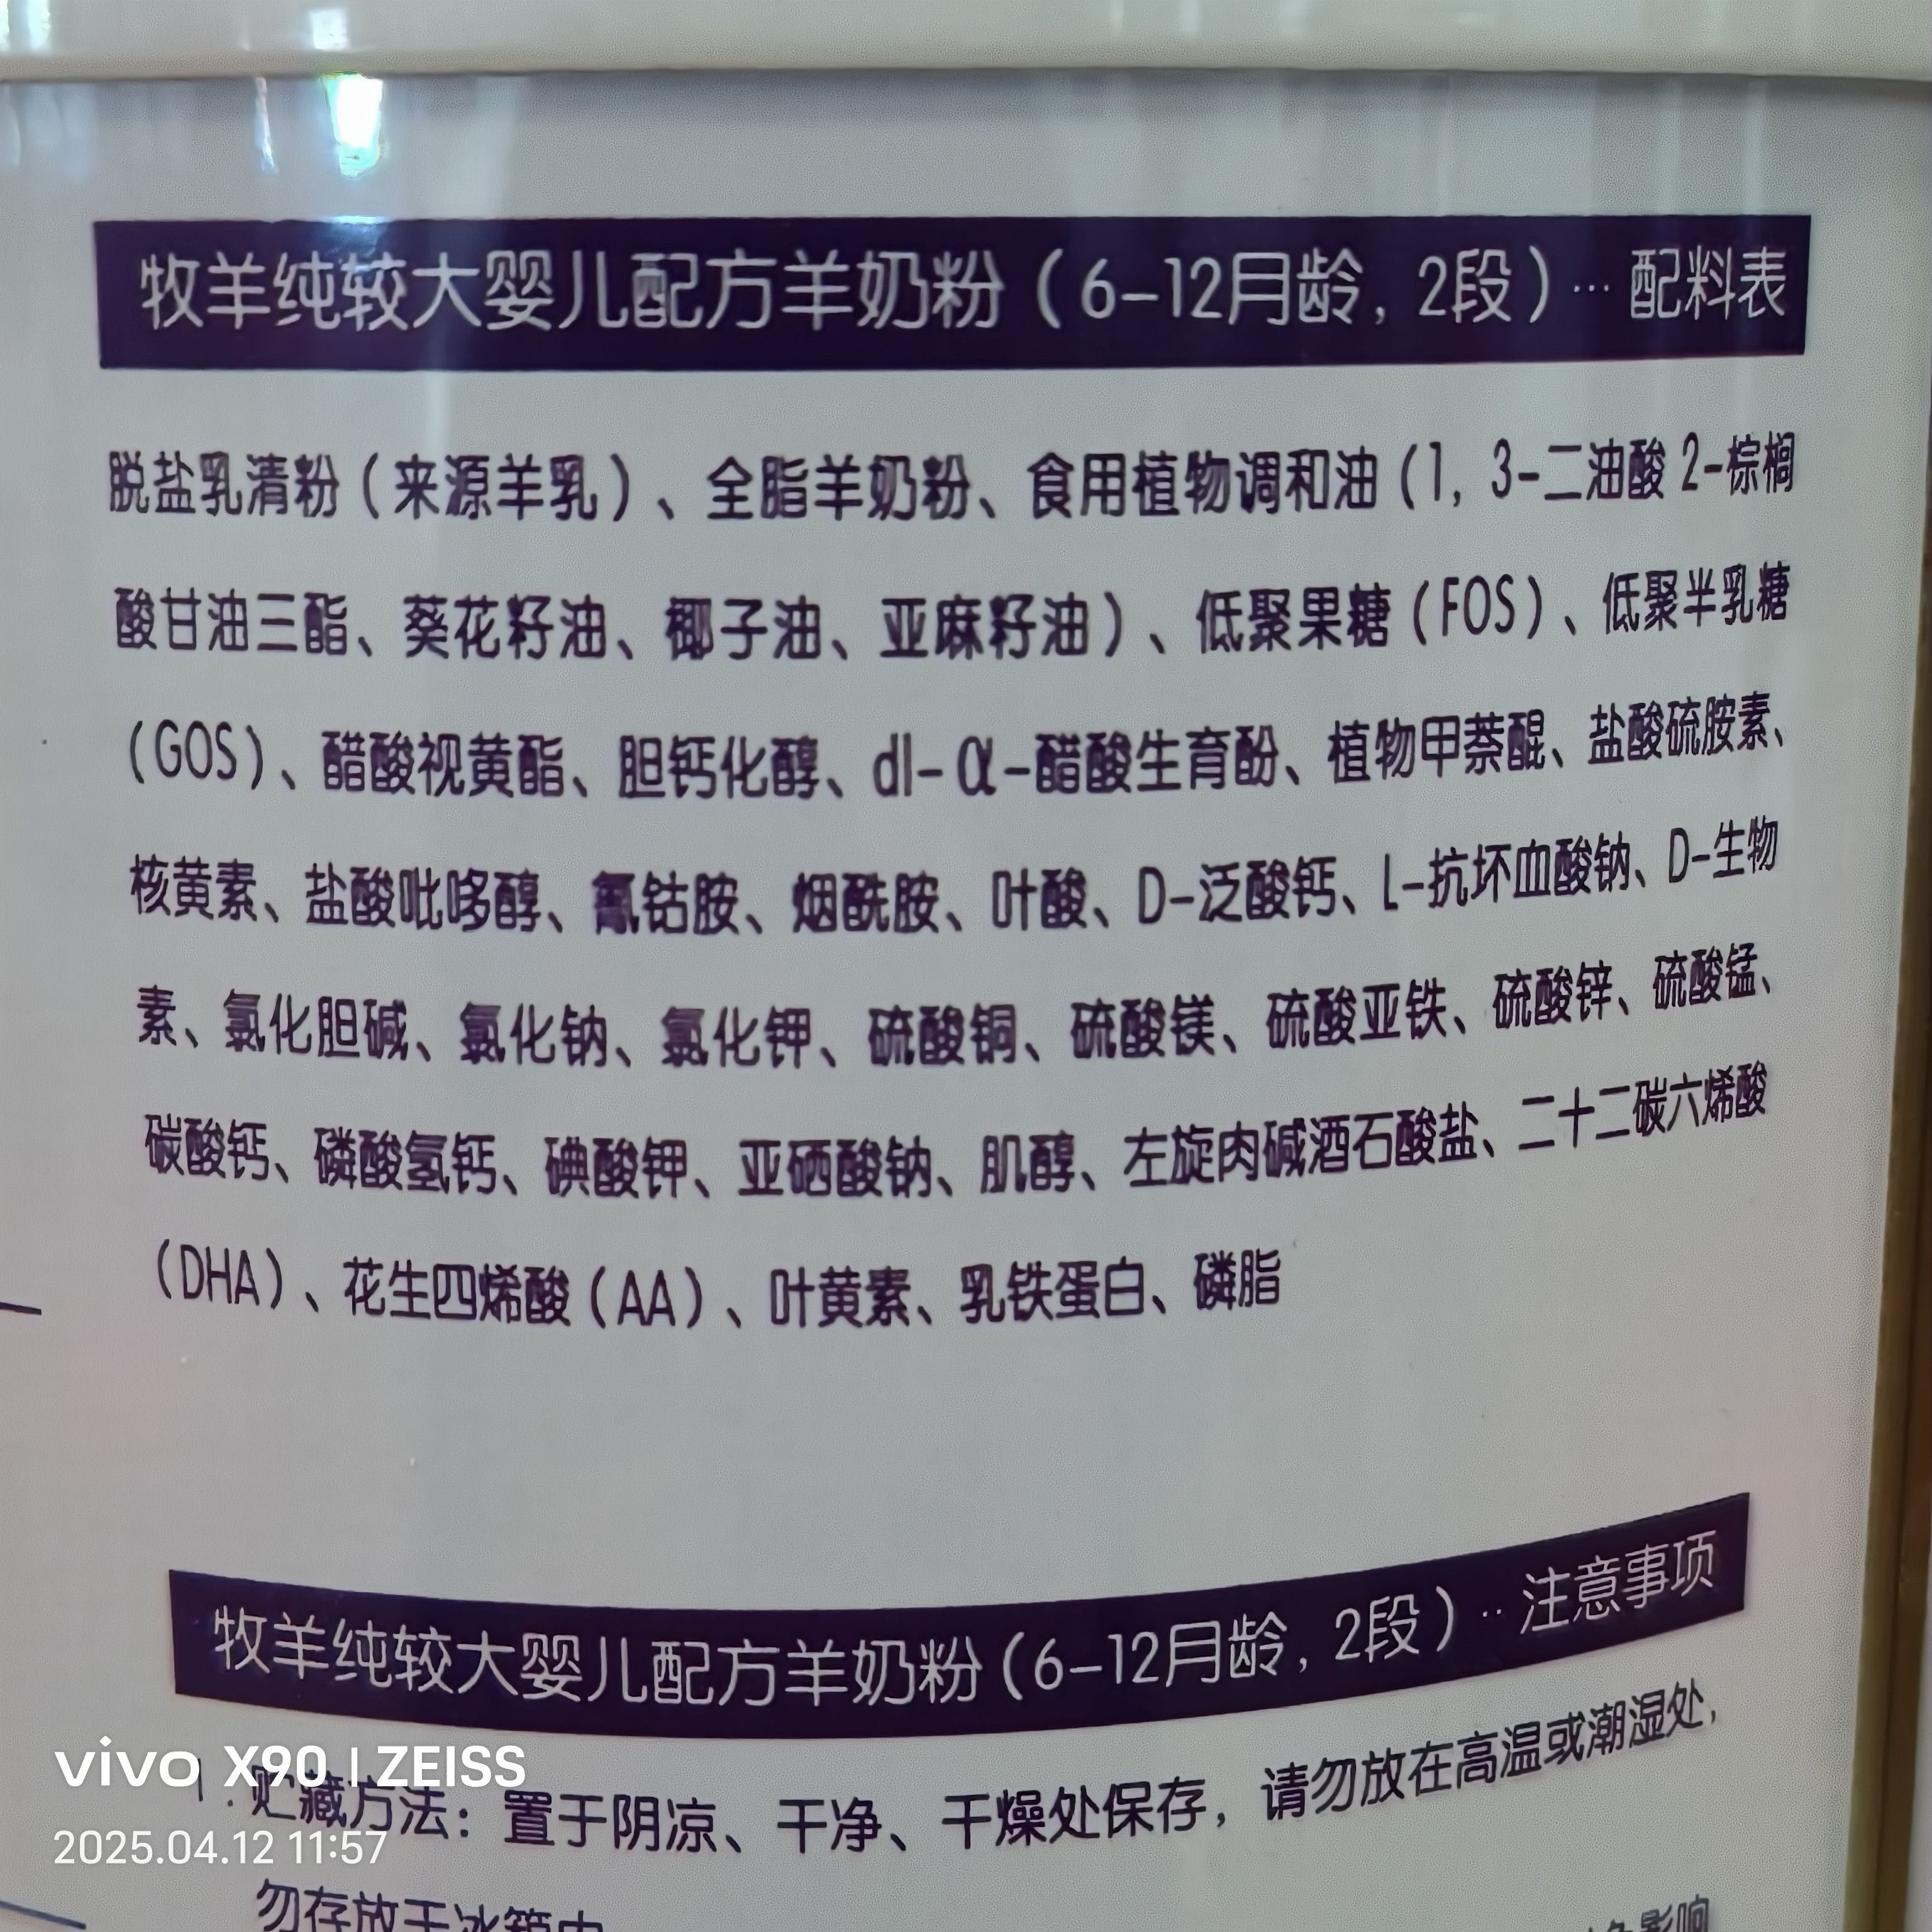 牧羊纯较大婴儿配方羊奶粉（6-12月龄，2段）… 配料表
脱盐乳清粉（来源羊乳）、全脂羊奶粉、食用植物调和油（1，3-二油酸 2-棕榈
酸甘油三酯、葵花籽油、椰子油、亚麻籽油）、低聚果糖（FOS）、低聚半乳糖
（GOS）、醋酸视黄酯、胆钙化醇、dl-α-醋酸生育酚、植物甲萘醌、盐酸硫胺素、
核黄素、盐酸吡哆醇、氰钴胺、烟酰胺、叶酸、D-泛酸钙、L-抗坏血酸钠、D-生物
素、氯化胆碱、氯化钠、氯化钾、硫酸铜、硫酸镁、硫酸亚铁、硫酸锌、硫酸锰、
碳酸钙、磷酸氢钙、碘酸钾、亚硒酸钠、肌醇、左旋肉碱酒石酸盐、二十二碳六烯酸
（DHA）、花生四烯酸（AA）、叶黄素、乳铁蛋白、磷脂
牧羊纯较大婴儿配方羊奶粉（6-12月龄，2段）·· 注意事项
vivo X90 | ZEISS
1.贮藏方法：置于阴凉、干净、干燥处保存，请勿放在高温或潮湿处，
2025.04.12 11:57
勿存放于冰箱内
影响